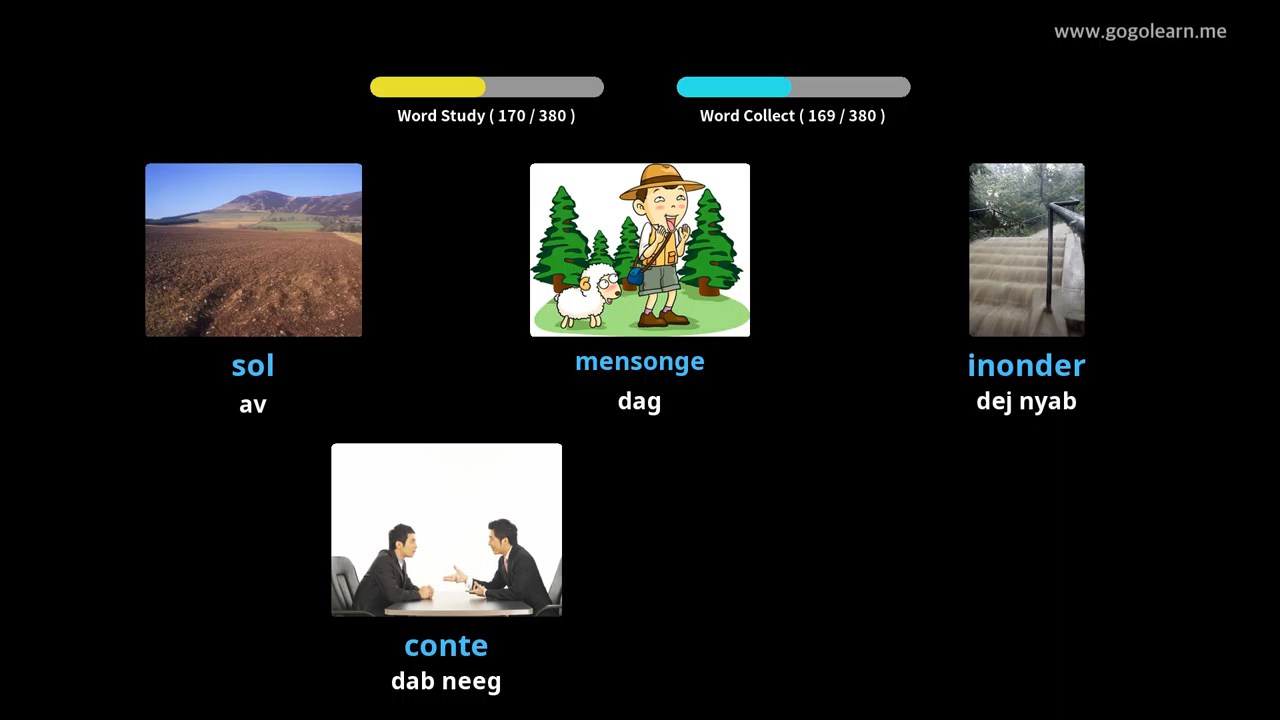 www.gogolearn.me
Word Study ( 170 / 380 )
Word Collect ( 169 / 380 )
sol
av
mensonge
dag
inonder
dej nyab
conte
dab neeg